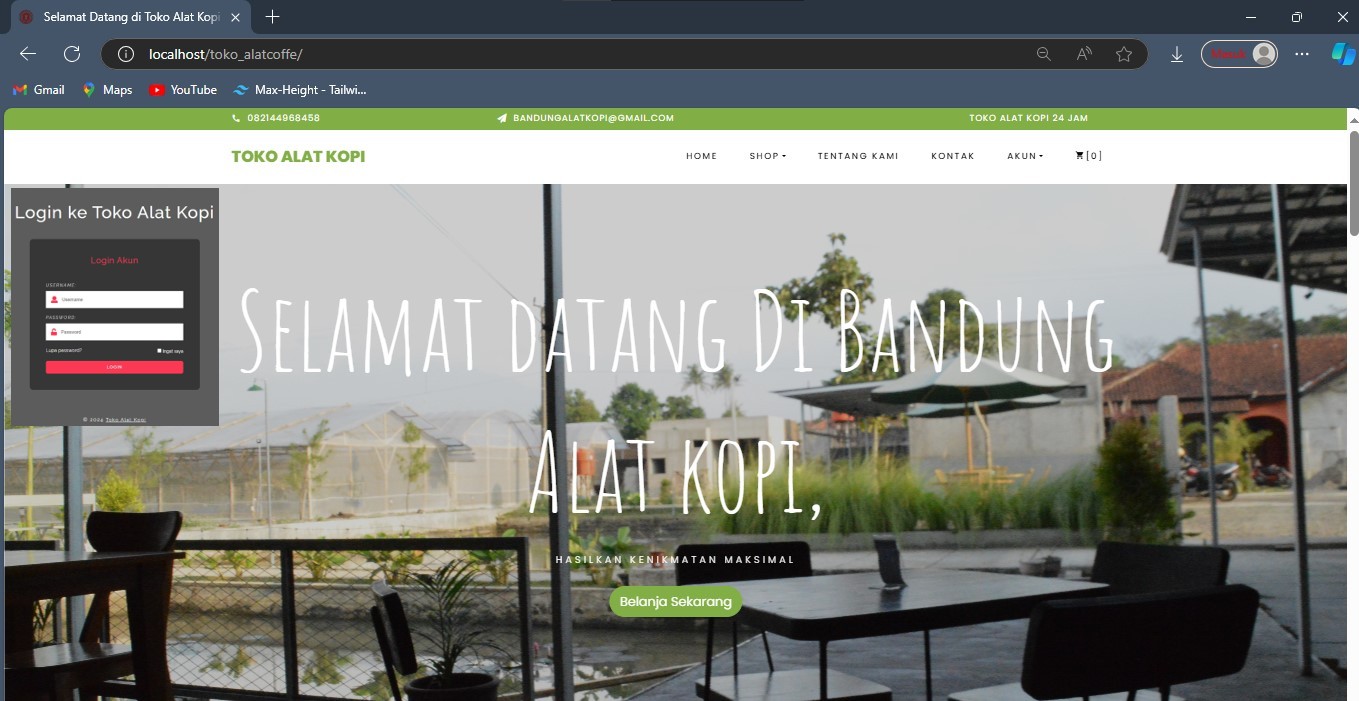 Selamat Datang di Toko Alat Kopi
localhost/toko_alatcoffe/
Gmail
Maps
YouTube
Max-Height - Tailwi...
082144968458
BANDUNGALATKOPI@GMAIL.COM
TOKO ALAT KOPI 24 JAM
TOKO ALAT KOPI
HOME
SHOP
TENTANG KAMI
KONTAK
AKUN
[0]
Login ke Toko Alat Kopi
Login Akun
USERNAME
Username
PASSWORD
Password
Lupa password?
Ingat saya
LOGIN
© 2024 Toko Alat Kopi
SELAMAT DATANG DI BANDUNG
ALAT KOPI,
HASILKAN KENIKMATAN MAKSIMAL
Belanja Sekarang